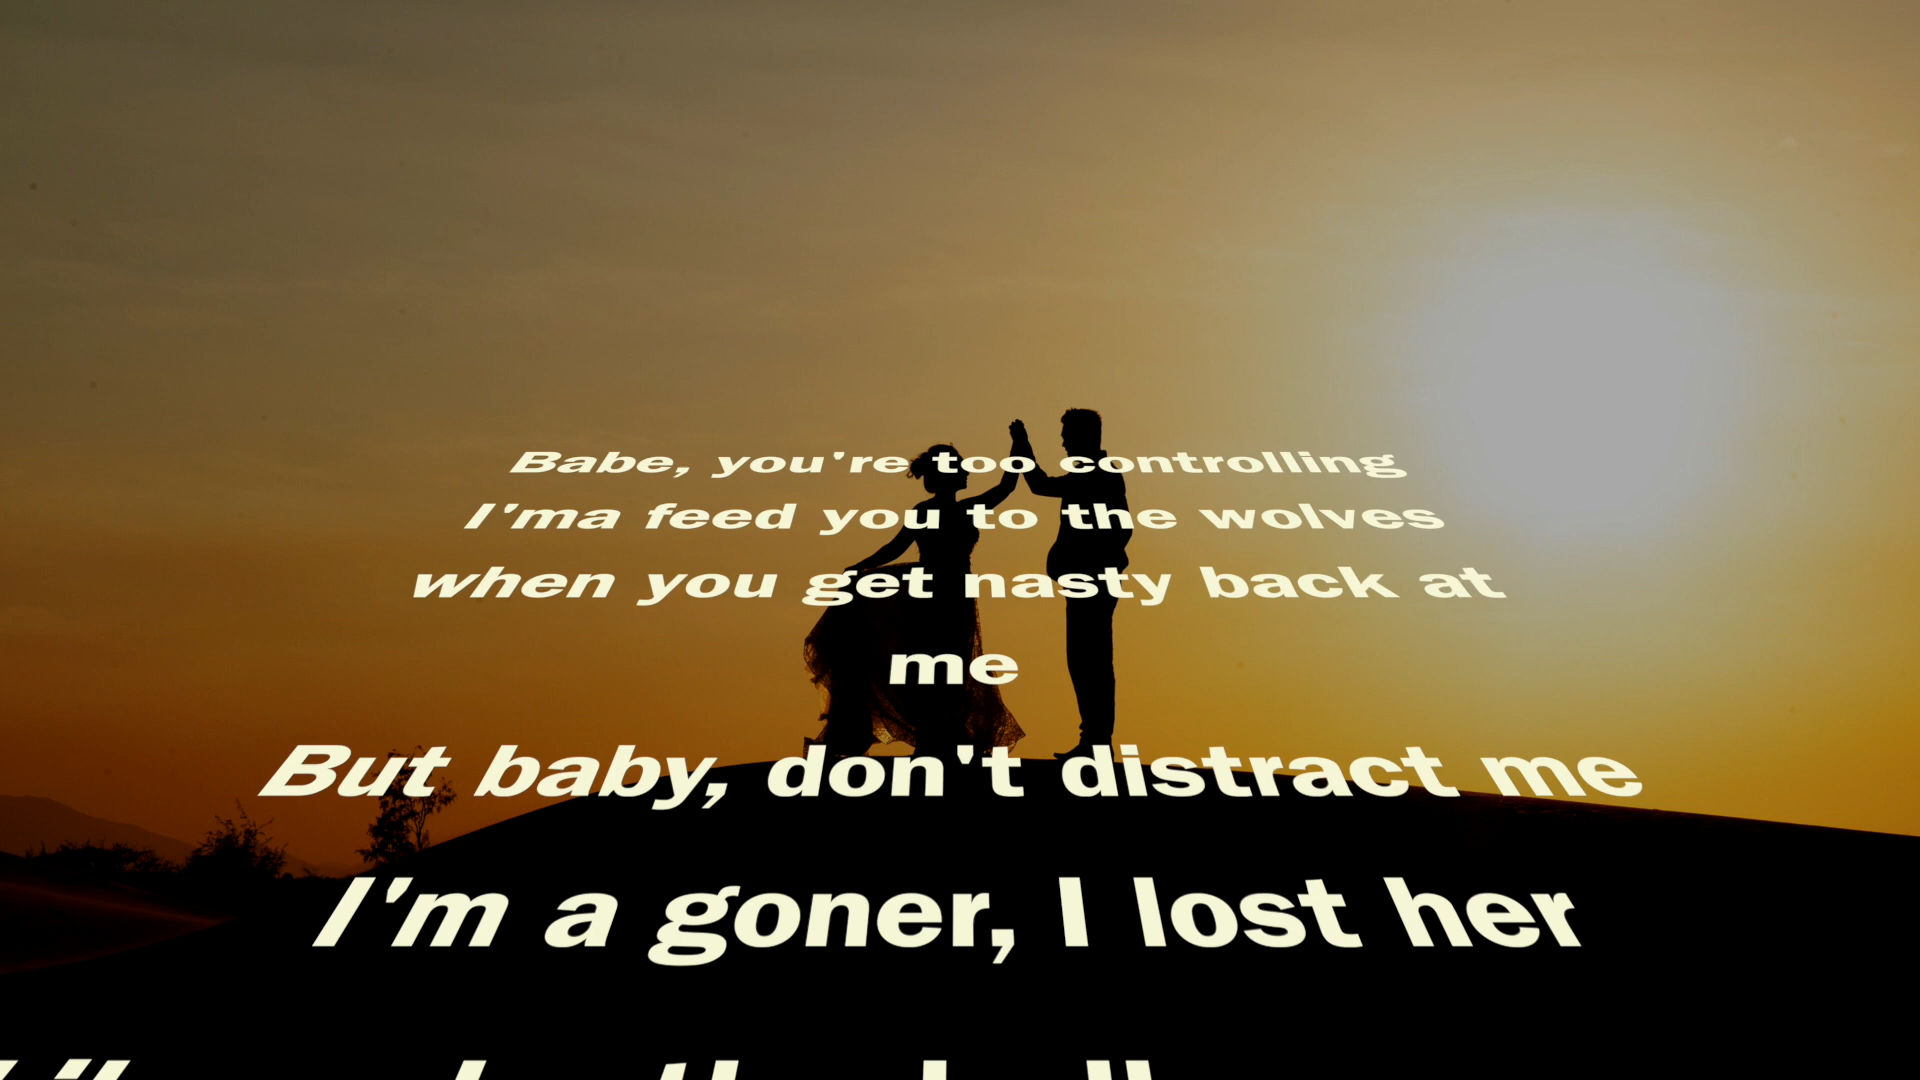 Babe, you're too controlling
I'ma feed you to the wolves
when you get nasty back at
me
But baby, don't distract me
I'm a goner, I lost her